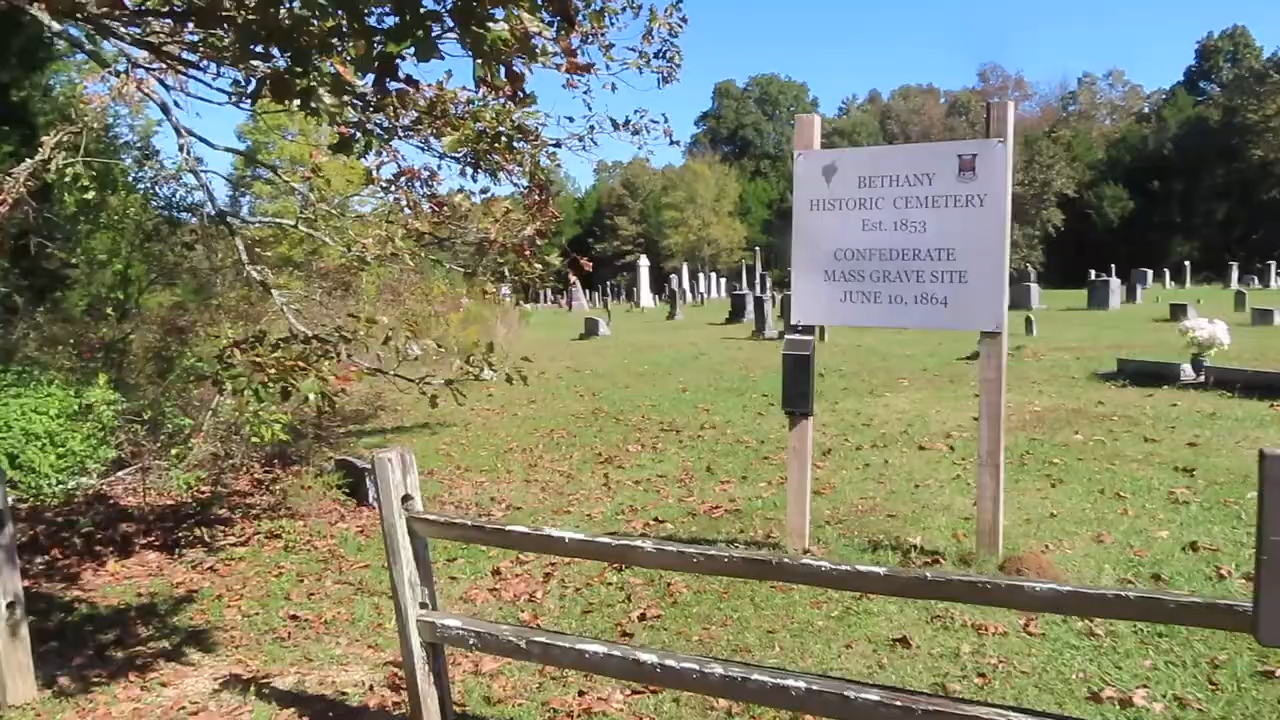 BETHANY
HISTORIC CEMETERY
Est. 1853
CONFEDERATE
MASS GRAVE SITE
JUNE 10, 1864